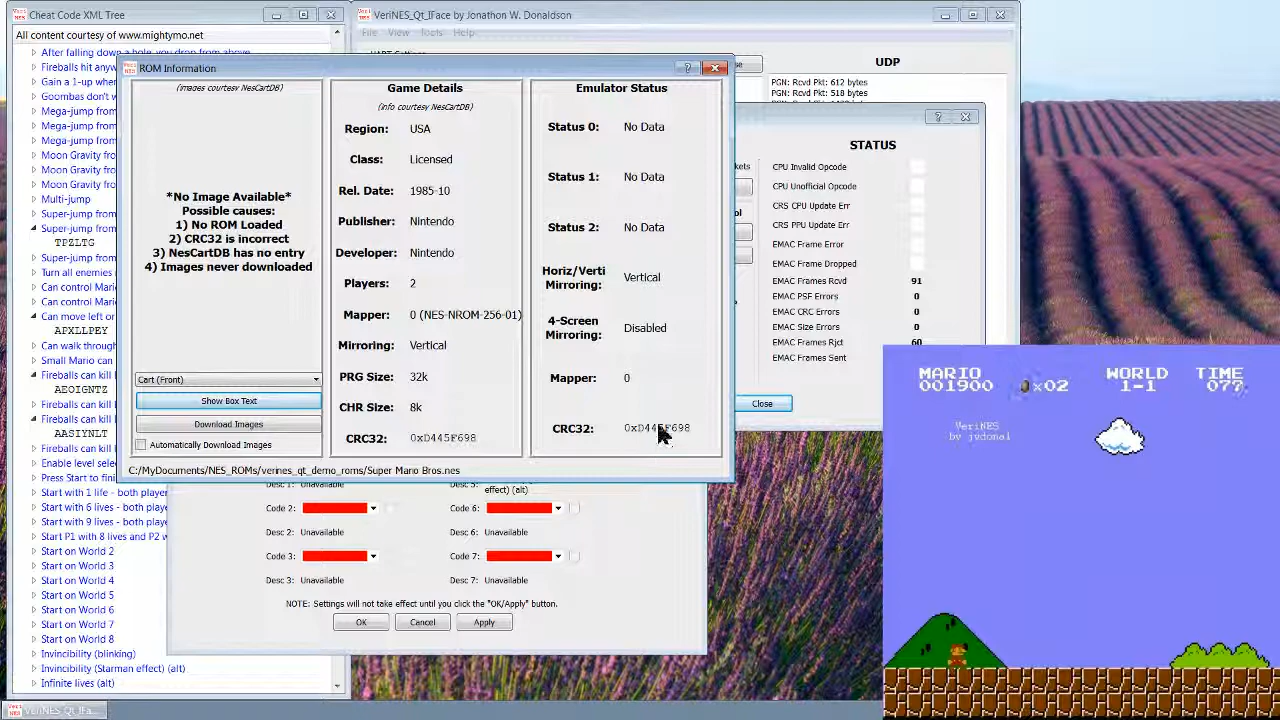 Cheat Code XML Tree
All content courtesy of www.mightymo.net
After falling down a hole, you drop from above
Fireballs hit anyw
Gain a 1-up when
Goombas don't w
Mega-jump from
Mega-jump from
Mega-jump from
Moon Gravity from
Moon Gravity from
Moon Gravity from
Multi-jump
Super-jump from
TPZLTG
Super-jump from
Turn all enemies
Can control Mario
Can control Mario
Can move left or
APXLLPEY
Can walk through
Small Mario can
Fireballs can kill
AEOIGNTZ
Fireballs can kill
Fireballs can kill
AASIYNLT
Fireballs can kill
Enable level selec
Press Start to finis
Start with 1 life - both player
Start with 6 lives - both playe
Start with 9 lives - both playe
Start P1 with 8 lives and P2 w
Start on World 2
Start on World 3
Start on World 4
Start on World 5
Start on World 6
Start on World 7
Start on World 8
Invincibility (blinking)
Invincibility (Starman effect) (alt)
Infinite lives (alt)
VeriNES_Qt_IFace by Jonathon W. Donaldson
File View Tools Help
UART Settings
UDP
PGN: Rcvd Pkt: 612 bytes
PGN: Rcvd Pkt: 518 bytes
ROM Information
(images courtesy NesCartDB)
*No Image Available*
Possible causes:
1) No ROM Loaded
2) CRC32 is incorrect
3) NesCartDB has no entry
4) Images never downloaded
Cart (Front)
Show Box Text
Download Images
Automatically Download Images
Game Details
(info courtesy NesCartDB)
Region: USA
Class: Licensed
Rel. Date: 1985-10
Publisher: Nintendo
Developer: Nintendo
Players: 2
Mapper: 0 (NES-NROM-256-01)
Mirroring: Vertical
PRG Size: 32k
CHR Size: 8k
CRC32: 0xD445F698
Emulator Status
Status 0: No Data
Status 1: No Data
Status 2: No Data
Horiz/Verti
Mirroring: Vertical
4-Screen
Mirroring: Disabled
Mapper: 0
CRC32: 0xD445F698
C:/MyDocuments/NES_ROMs/verines_qt_demo_roms/Super Mario Bros.nes
STATUS
CPU Invalid Opcode
CPU Unofficial Opcode
CRS CPU Update Err
CRS PPU Update Err
EMAC Frame Error
EMAC Frame Dropped
EMAC Frames Rcvd 91
EMAC PSF Errors 0
EMAC CRC Errors 0
EMAC Size Errors 0
EMAC Frames Rjct 60
EMAC Frames Sent
Close
Desc 1: Unavailable
effect) (alt)
Code 2:
Code 6:
Desc 2: Unavailable
Desc 6: Unavailable
Code 3:
Code 7:
Desc 3: Unavailable
Desc 7: Unavailable
NOTE: Settings will not take effect until you click the "OK/Apply" button.
OK Cancel Apply
MARIO
001900
×02
WORLD
1-1
TIME
077
VeriNES
by jvdonal
VeriNES_Qt_IFa...